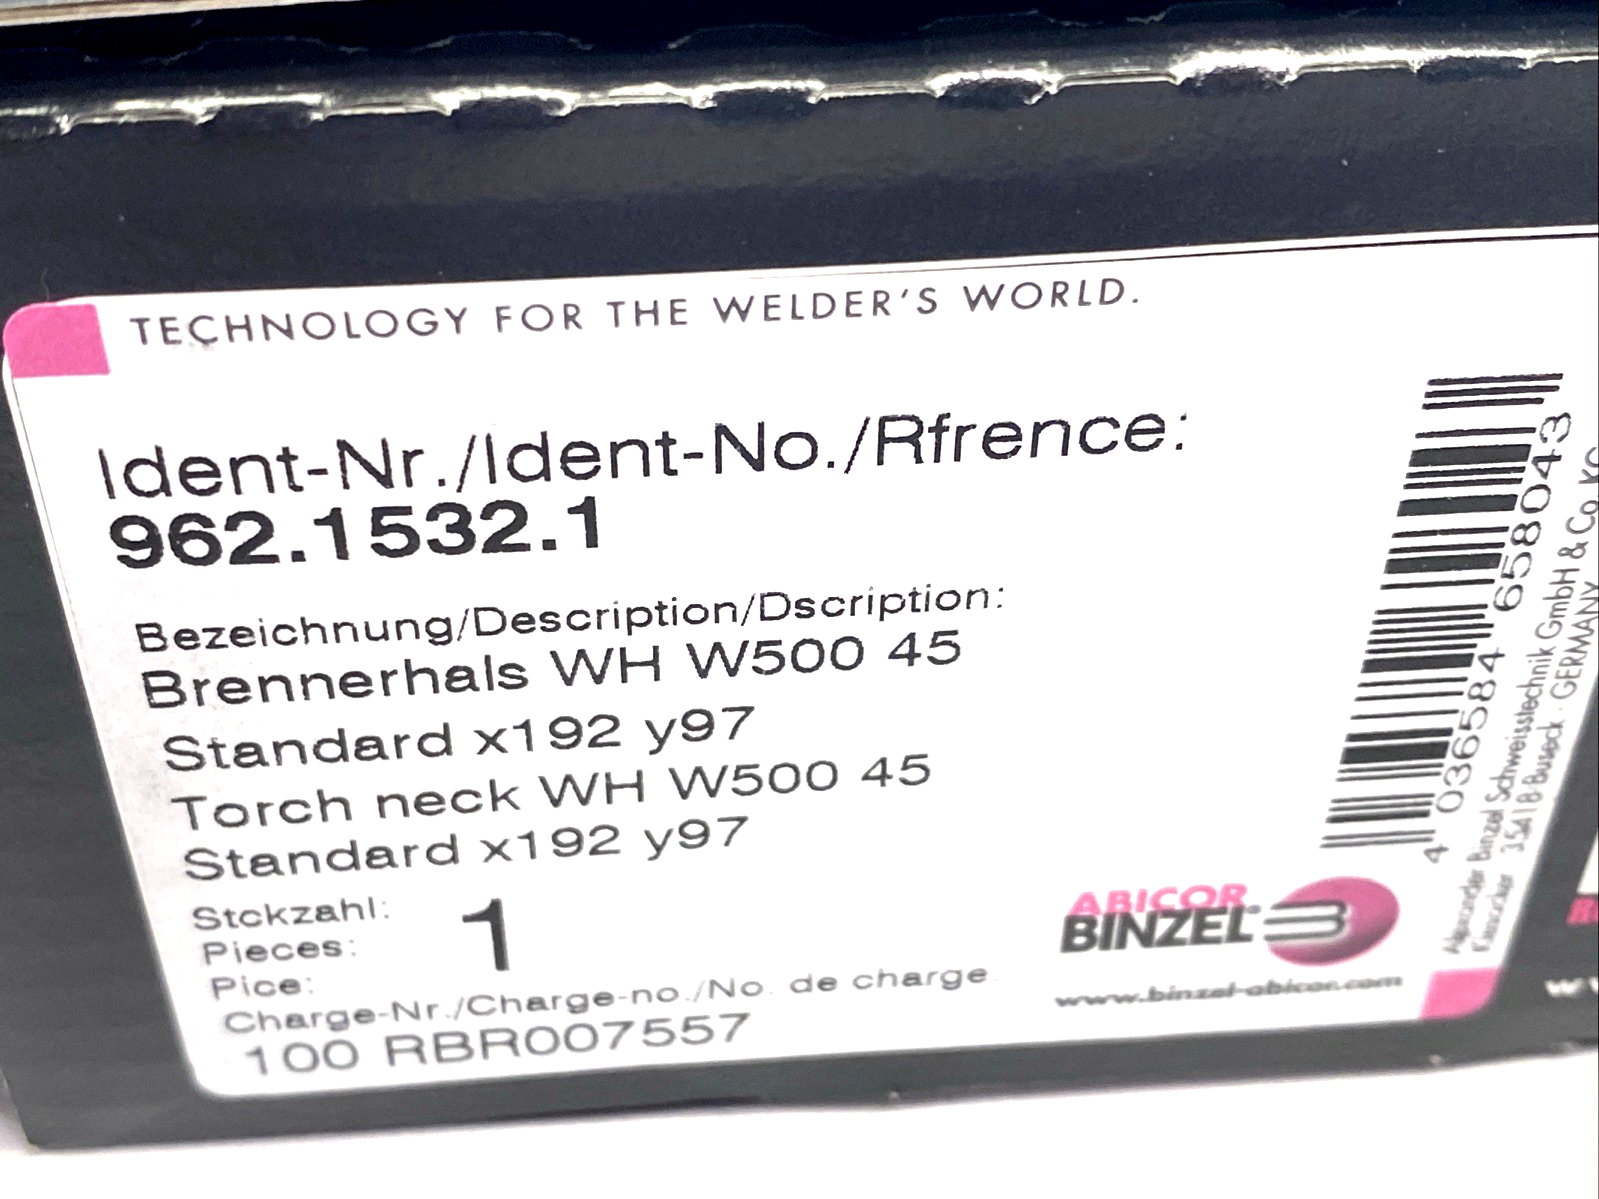 TECHNOLOGY FOR THE WELDER'S WORLD.
Ident-Nr./Ident-No./Rfrence:
962.1532.1
Bezeichnung/Description/Dscription:
Brennerhals WH W500 45
Standard x192 y97
Torch neck WH W500 45
Standard x192 y97
Stckzahl:
Pieces:
Pice:
1
Charge-Nr./Charge-no./No. de charge
100 RBR007557
4 036584 658043
Alexander Binzel Schweisstechnik GmbH & Co. KG
35418 Buseck · GERMANY
ABICOR
BINZEL
www.binzel-abicor.com